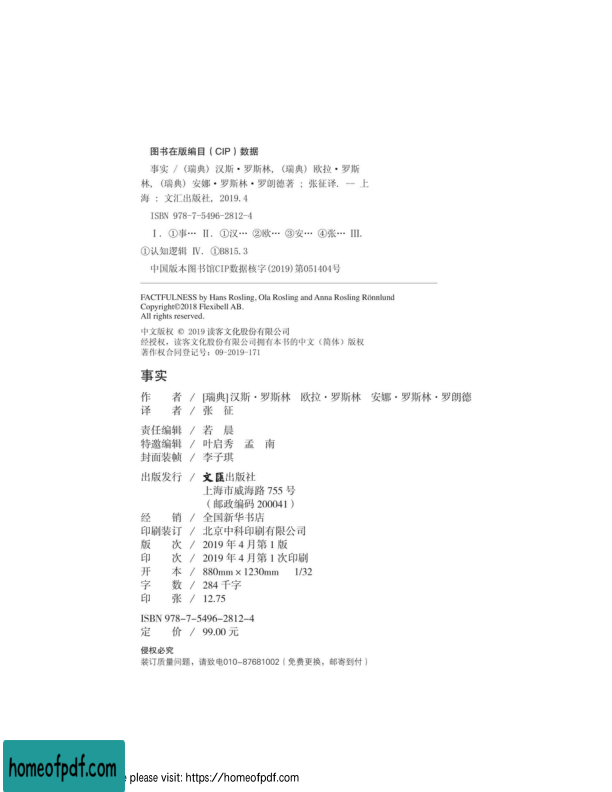 图书在版编目（CIP）数据
事实 /（瑞典）汉斯·罗斯林，（瑞典）欧拉·罗斯
林，（瑞典）安娜·罗斯林·罗朗德著；张征译. — 上
海：文汇出版社，2019.4
ISBN 978-7-5496-2812-4
Ⅰ. ①事… Ⅱ. ①汉… ②欧… ③安… ④张… Ⅲ.
①认知逻辑 Ⅳ. ①B815.3
中国版本图书馆CIP数据核字(2019)第051404号
FACTFULNESS by Hans Rosling, Ola Rosling and Anna Rosling Rönnlund
Copyright©2018 Flexibell AB.
All rights reserved.
中文版权 © 2019 读客文化股份有限公司
经授权，读客文化股份有限公司拥有本书的中文（简体）版权
著作权合同登记号：09-2019-171
事实
作 者 / [瑞典]汉斯·罗斯林 欧拉·罗斯林 安娜·罗斯林·罗朗德
译 者 / 张 征
责任编辑 / 若 晨
特邀编辑 / 叶启秀 孟 南
封面装帧 / 李子琪
出版发行 / 文匯出版社
上海市威海路 755 号
（邮政编码 200041）
经 销 / 全国新华书店
印刷装订 / 北京中科印刷有限公司
版 次 / 2019 年 4 月第 1 版
印 次 / 2019 年 4 月第 1 次印刷
开 本 / 880mm × 1230mm 1/32
字 数 / 284 千字
印 张 / 12.75
ISBN 978-7-5496-2812-4
定 价 / 99.00 元
侵权必究
装订质量问题，请致电010-87681002（免费更换，邮寄到付）
homeofpdf.com
please visit: https://homeofpdf.com